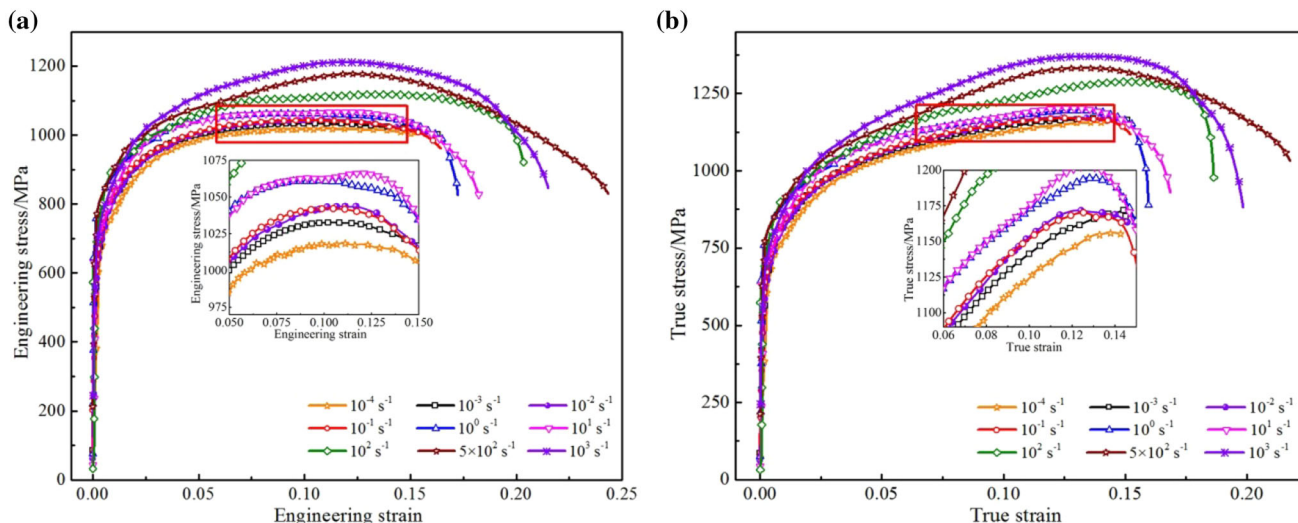 (a)
Engineering stress/MPa
1200
1000
800
600
400
200
0
0.00 0.05 0.10 0.15 0.20 0.25
Engineering strain
1075
1050
1025
1000
975
Engineering stress/MPa
0.050 0.075 0.100 0.125 0.150
Engineering strain
10⁻⁴ s⁻¹ 10⁻³ s⁻¹ 10⁻² s⁻¹
10⁻¹ s⁻¹ 10⁰ s⁻¹ 10¹ s⁻¹
10² s⁻¹ 5×10² s⁻¹ 10³ s⁻¹
(b)
True stress/MPa
1250
1000
750
500
250
0
0.00 0.05 0.10 0.15 0.20
True strain
1200
1175
1150
1125
1100
True stress/MPa
0.06 0.08 0.10 0.12 0.14
True strain
10⁻⁴ s⁻¹ 10⁻³ s⁻¹ 10⁻² s⁻¹
10⁻¹ s⁻¹ 10⁰ s⁻¹ 10¹ s⁻¹
10² s⁻¹ 5×10² s⁻¹ 10³ s⁻¹